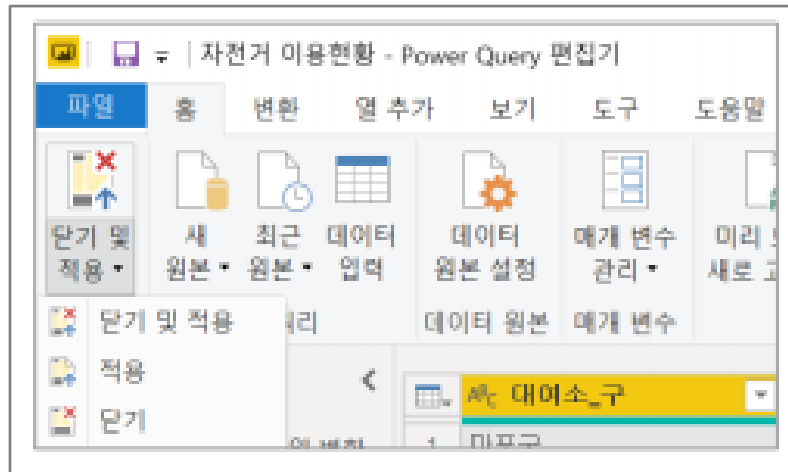 자전거 이용현황 - Power Query 편집기
파일 홈 변환 열 추가 보기 도구 도움말
닫기 및 적용
새 원본
최근 원본
데이터 입력
데이터 원본 설정
매개 변수 관리
미리
새로
데이터 원본 매개 변수
닫기 및 적용
적용
닫기
ABC 대여소_구
1 마포구